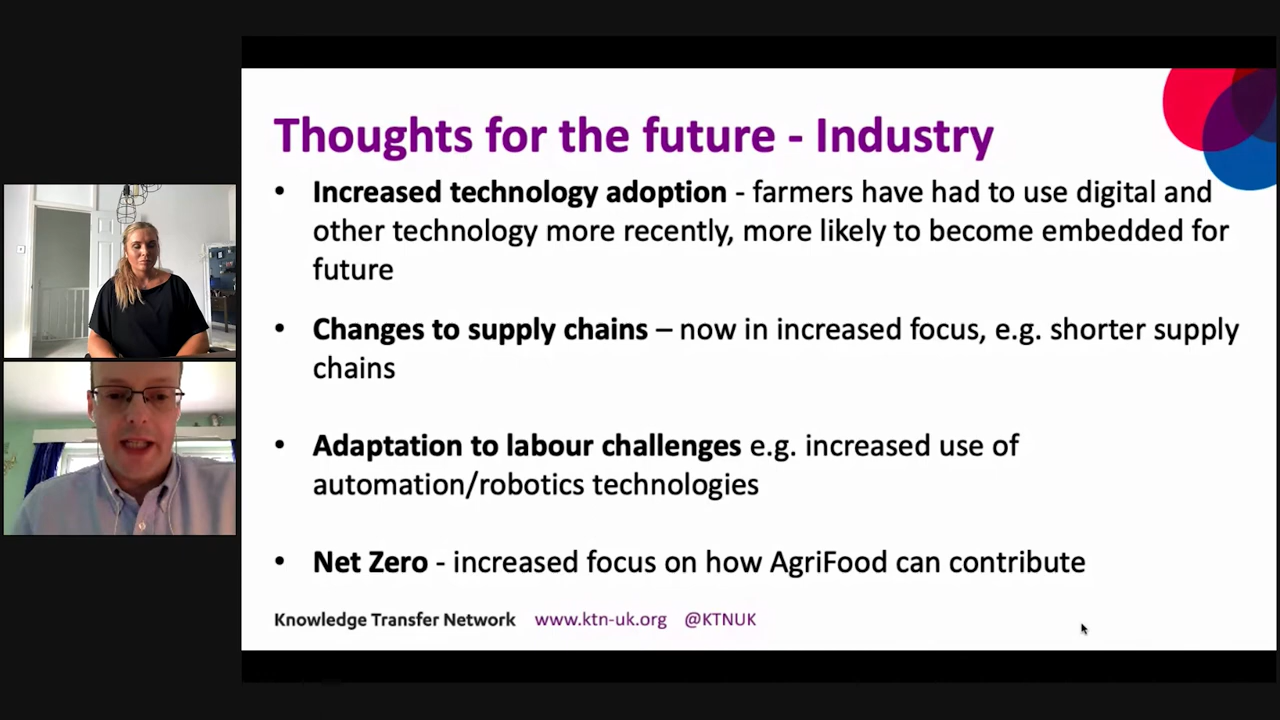 Thoughts for the future - Industry
• Increased technology adoption - farmers have had to use digital and
other technology more recently, more likely to become embedded for
future
• Changes to supply chains – now in increased focus, e.g. shorter supply
chains
• Adaptation to labour challenges e.g. increased use of
automation/robotics technologies
• Net Zero - increased focus on how AgriFood can contribute
Knowledge Transfer Network www.ktn-uk.org @KTNUK